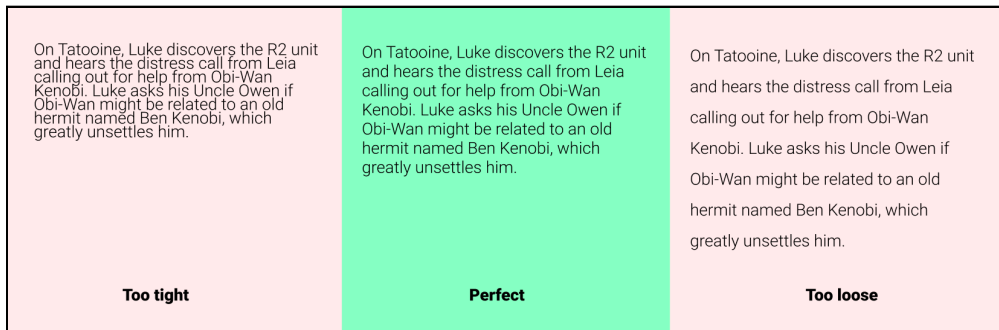 On Tatooine, Luke discovers the R2 unit
and hears the distress call from Leia
calling out for help from Obi-Wan
Kenobi. Luke asks his Uncle Owen if
Obi-Wan might be related to an old
hermit named Ben Kenobi, which
greatly unsettles him.
Too tight
On Tatooine, Luke discovers the R2 unit
and hears the distress call from Leia
calling out for help from Obi-Wan
Kenobi. Luke asks his Uncle Owen if
Obi-Wan might be related to an old
hermit named Ben Kenobi, which
greatly unsettles him.
Perfect
On Tatooine, Luke discovers the R2 unit
and hears the distress call from Leia
calling out for help from Obi-Wan
Kenobi. Luke asks his Uncle Owen if
Obi-Wan might be related to an old
hermit named Ben Kenobi, which
greatly unsettles him.
Too loose